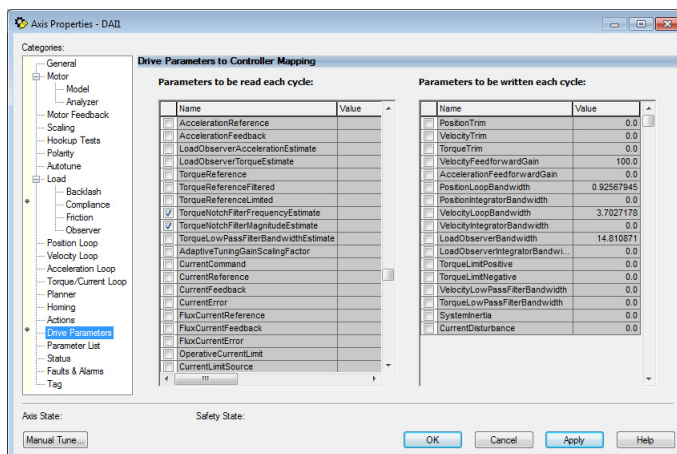 Axis Properties - DAI1
Categories:
General
Motor
Model
Analyzer
Motor Feedback
Scaling
Hookup Tests
Polarity
Autotune
Load
Backlash
Compliance
Friction
Observer
Position Loop
Velocity Loop
Acceleration Loop
Torque/Current Loop
Planner
Homing
Actions
Drive Parameters
Parameter List
Status
Faults & Alarms
Tag
Drive Parameters to Controller Mapping
Parameters to be read each cycle:
Name Value
AccelerationReference
AccelerationFeedback
LoadObserverAccelerationEstimate
LoadObserverTorqueEstimate
TorqueReference
TorqueReferenceFiltered
TorqueReferenceLimited
TorqueNotchFilterFrequencyEstimate
TorqueNotchFilterMagnitudeEstimate
TorqueLowPassFilterBandwidthEstimate
AdaptiveTuningGainScalingFactor
CurrentCommand
CurrentReference
CurrentFeedback
CurrentError
FluxCurrentReference
FluxCurrentFeedback
FluxCurrentError
OperativeCurrentLimit
CurrentLimitSource
Parameters to be written each cycle:
Name Value
PositionTrim 0.0
VelocityTrim 0.0
TorqueTrim 0.0
VelocityFeedforwardGain 100.0
AccelerationFeedforwardGain 0.0
PositionLoopBandwidth 0.92567945
PositionIntegratorBandwidth 0.0
VelocityLoopBandwidth 3.7027178
VelocityIntegratorBandwidth 0.0
LoadObserverBandwidth 14.810871
LoadObserverIntegratorBandwi... 0.0
TorqueLimitPositive 0.0
TorqueLimitNegative 0.0
VelocityLowPassFilterBandwidth 0.0
TorqueLowPassFilterBandwidth 0.0
SystemInertia 0.0
CurrentDisturbance 0.0
Axis State: Safety State:
Manual Tune... OK Cancel Apply Help